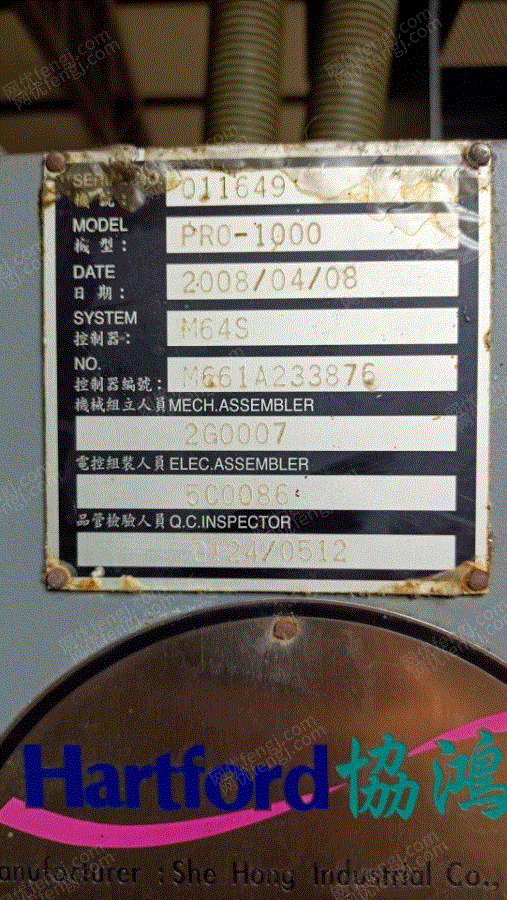 011649
MODEL
機型: PRO-1000
DATE
日期: 2008/04/08
SYSTEM
控制器: M64S
NO.
控制器編號: M661A233876
機械組立人員 MECH.ASSEMBLER
2G0007
電控組裝人員 ELEC.ASSEMBLER
5C0086
品管檢驗人員 Q.C.INSPECTOR
/0512
Hartford 協鴻
anufacturer : She Hong Industrial Co.,